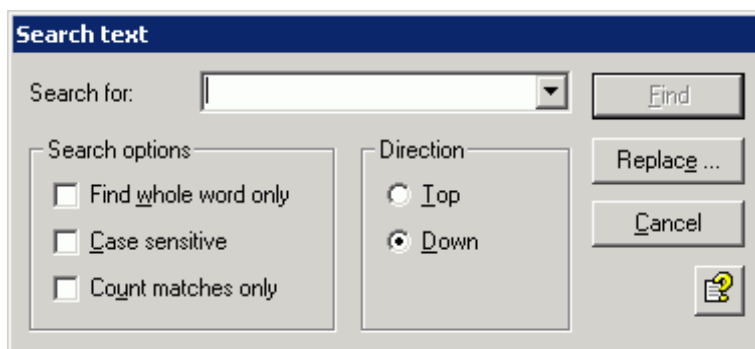 Search text
Search for:
Find
Search options
Direction
Replace ...
Find whole word only
Top
Cancel
Case sensitive
Down
Count matches only